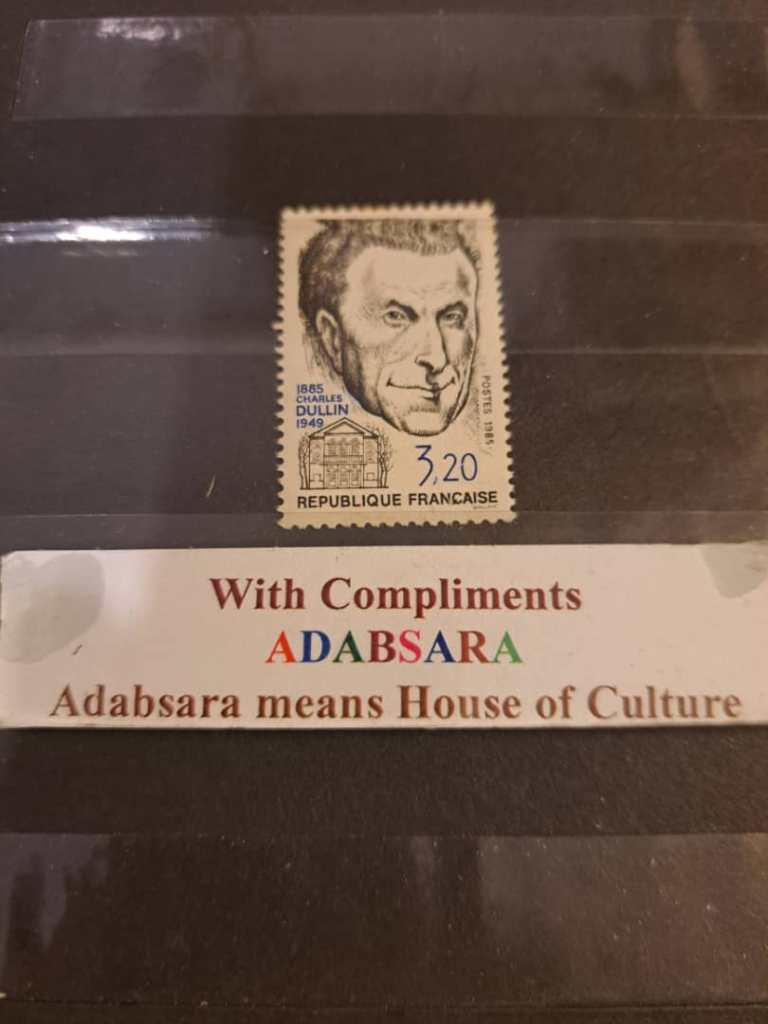 1885
CHARLES
DULLIN
1949
POSTES 1985
3,20
REPUBLIQUE FRANÇAISE
With Compliments
ADABSARA
Adabsara means House of Culture